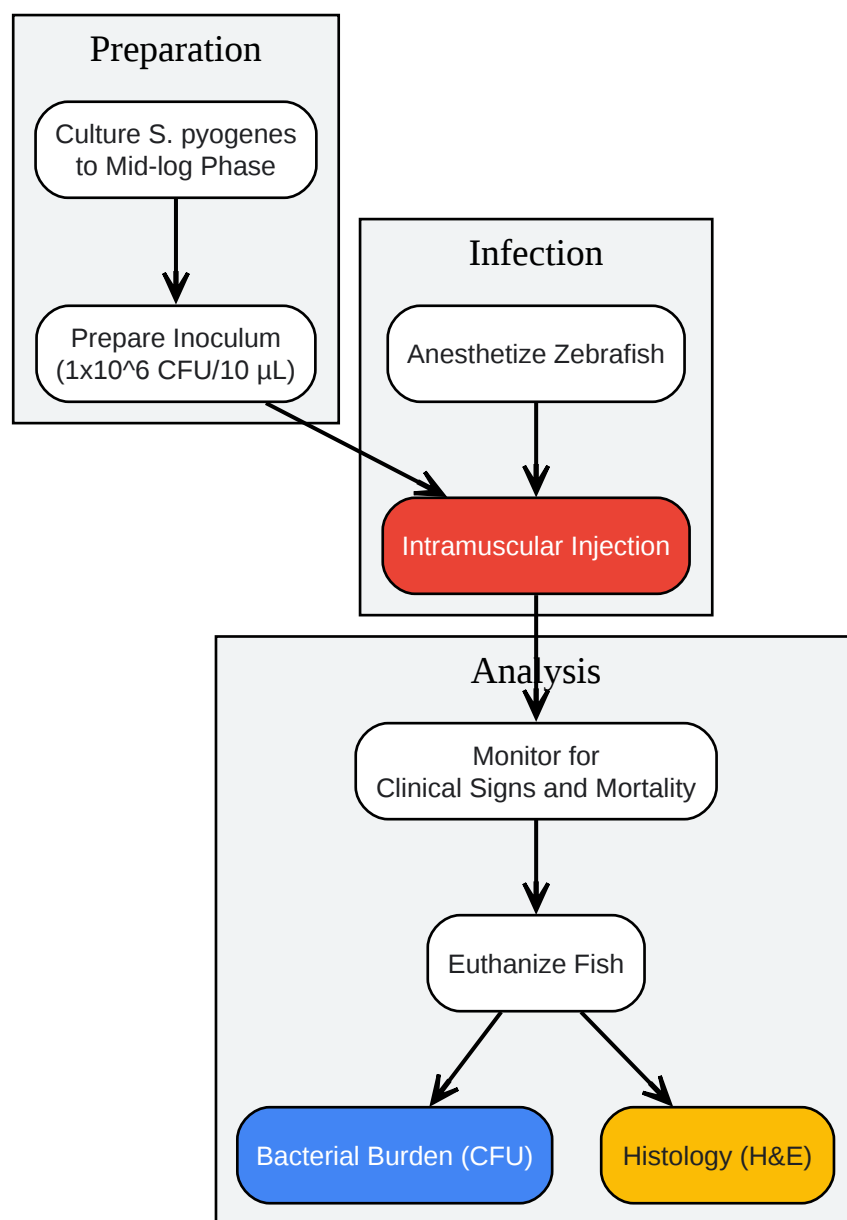 Preparation
Culture S. pyogenes
to Mid-log Phase
Prepare Inoculum
(1x10^6 CFU/10 µL)
Infection
Anesthetize Zebrafish
Intramuscular Injection
Analysis
Monitor for
Clinical Signs and Mortality
Euthanize Fish
Bacterial Burden (CFU)
Histology (H&E)